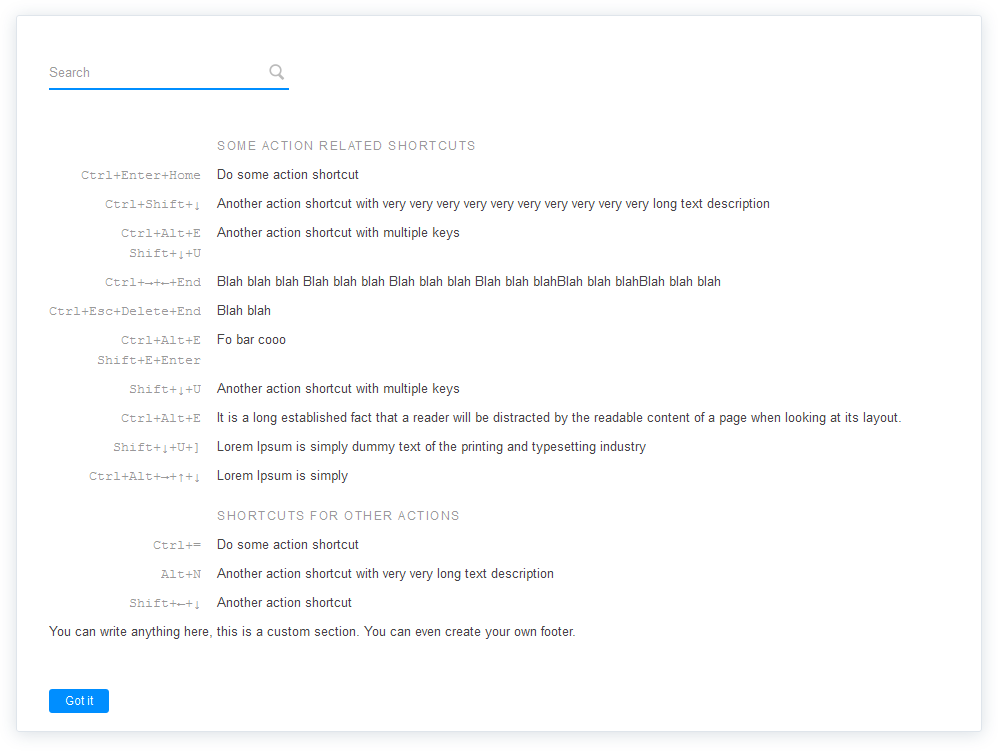 Search
SOME ACTION RELATED SHORTCUTS
Ctrl+Enter+Home Do some action shortcut
Ctrl+Shift+↓ Another action shortcut with very very very very very very very very very very long text description
Ctrl+Alt+E Another action shortcut with multiple keys
Shift+↓+U
Ctrl+→+←+End Blah blah blah Blah blah blah Blah blah blah Blah blah blahBlah blah blahBlah blah blah
Ctrl+Esc+Delete+End Blah blah
Ctrl+Alt+E Fo bar cooo
Shift+E+Enter
Shift+↓+U Another action shortcut with multiple keys
Ctrl+Alt+E It is a long established fact that a reader will be distracted by the readable content of a page when looking at its layout.
Shift+↓+U+] Lorem Ipsum is simply dummy text of the printing and typesetting industry
Ctrl+Alt+→+↑+↓ Lorem Ipsum is simply
SHORTCUTS FOR OTHER ACTIONS
Ctrl+= Do some action shortcut
Alt+N Another action shortcut with very very long text description
Shift+←+↓ Another action shortcut
You can write anything here, this is a custom section. You can even create your own footer.
Got it